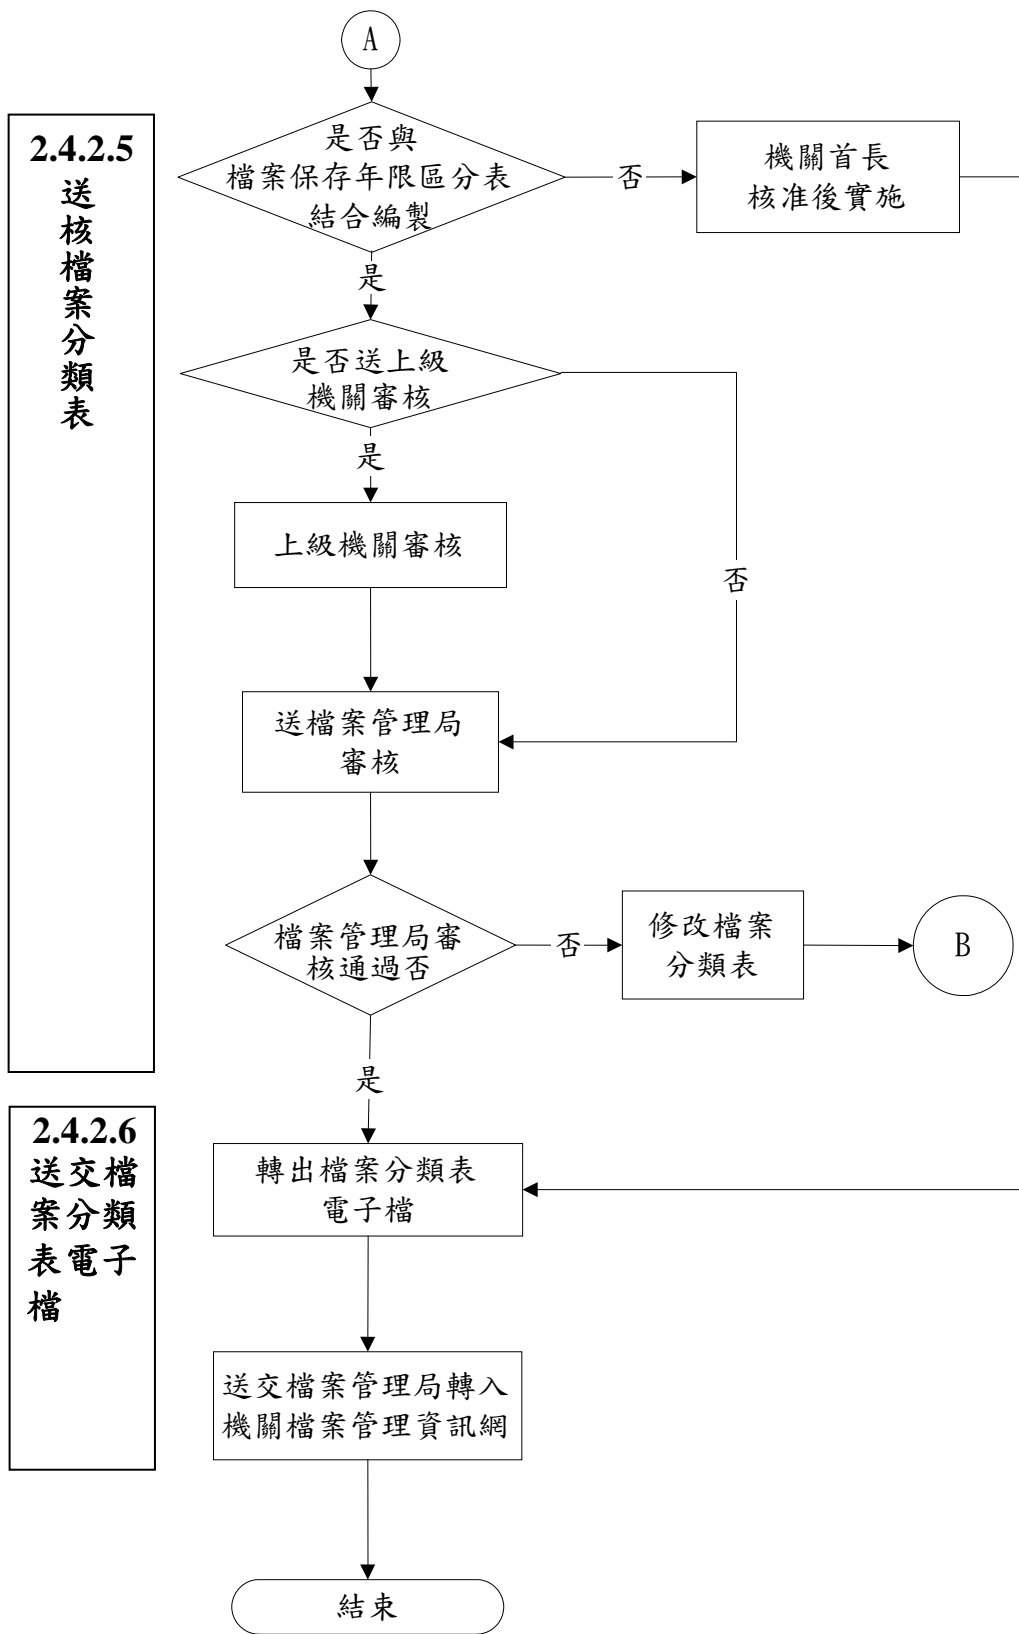 A
2.4.2.5
送
核
檔
案
分
類
表
是否與
檔案保存年限區分表
結合編製
否
機關首長
核准後實施
是
是否送上級
機關審核
是
上級機關審核
否
送檔案管理局
審核
檔案管理局審
核通過否
否
修改檔案
分類表
B
是
2.4.2.6
送交檔
案分類
表電子
檔
轉出檔案分類表
電子檔
送交檔案管理局轉入
機關檔案管理資訊網
結束